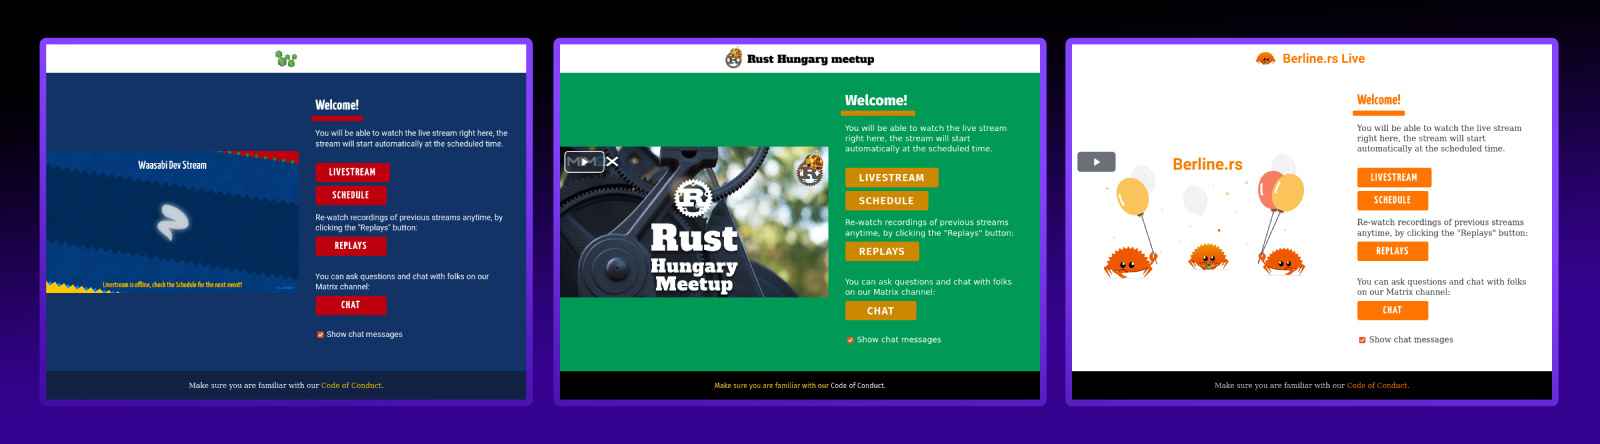 Welcome!
You will be able to watch the live stream right here, the
stream will start automatically at the scheduled time.
Waasabi Dev Stream
LIVESTREAM
SCHEDULE
Re-watch recordings of previous streams anytime, by
clicking the "Replays" button:
REPLAYS
You can ask questions and chat with folks on our
Matrix channel:
Livestream is offline, check the Schedule for the next event!
CHAT
Show chat messages
Make sure you are familiar with our Code of Conduct.
Rust Hungary meetup
Welcome!
You will be able to watch the live stream
right here, the stream will start
automatically at the scheduled time.
LIVESTREAM
SCHEDULE
Rust
Hungary
Meetup
Re-watch recordings of previous streams
anytime, by clicking the "Replays" button:
REPLAYS
You can ask questions and chat with folks
on our Matrix channel:
CHAT
Show chat messages
Make sure you are familiar with our Code of Conduct.
Berline.rs Live
Welcome!
You will be able to watch the live stream
right here, the stream will start
automatically at the scheduled time.
Berline.rs
LIVESTREAM
SCHEDULE
Re-watch recordings of previous streams
anytime, by clicking the "Replays" button:
REPLAYS
You can ask questions and chat with folks
on our Matrix channel:
CHAT
Show chat messages
Make sure you are familiar with our Code of Conduct.